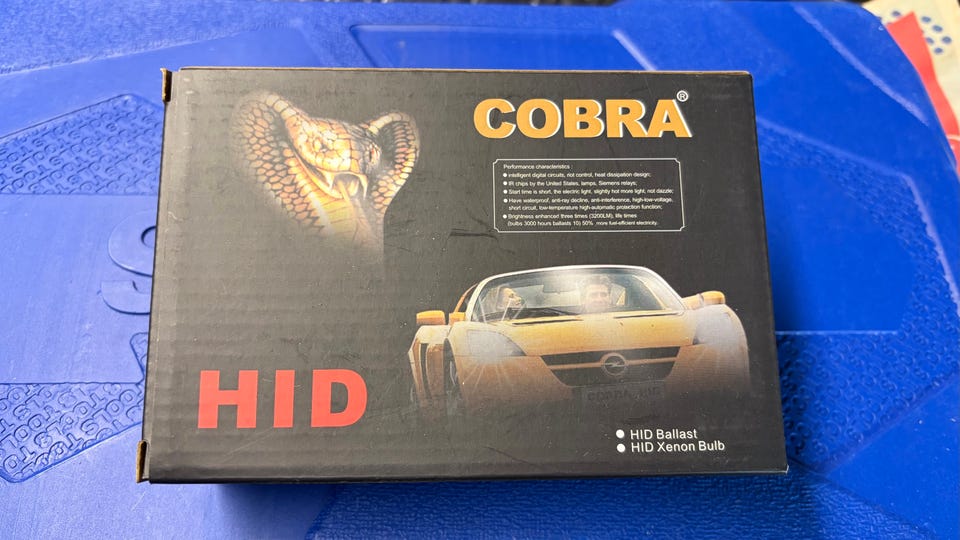 COBRA®
Performance characteristics :
● intelligent digital circuits, riot control, heat dissipation design;
● IR chips by the United States, lamps, Siemens relays;
● Start time is short, the electric light, slightly hot more light, not dazzle;
● Have waterproof, anti-ray decline, anti-interference, high-low-voltage,
short circuit, low-temperature high-automatic protection function;
● Brightness enhanced three times (3200LM), life times
(bulbs 3000 hours ballasts 10) 50% more fuel-efficient electricity.
COBRA HID
HID
● HID Ballast
● HID Xenon Bulb